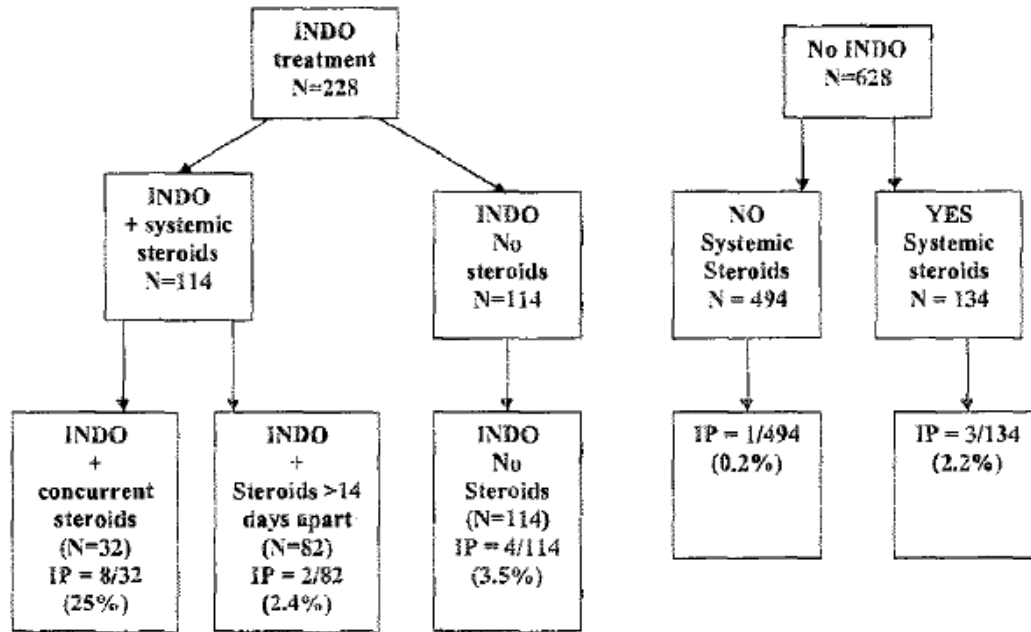 INDO
treatment
N=228
No INDO
N=628
INDO
+ systemic
steroids
N=114
INDO
No
steroids
N=114
NO
Systemic
Steroids
N = 494
YES
Systemic
steroids
N = 134
INDO
+
concurrent
steroids
(N=32)
IP = 8/32
(25%)
INDO
+
Steroids >14
days apart
(N=82)
IP = 2/82
(2.4%)
INDO
No
Steroids
(N=114)
IP = 4/114
(3.5%)
IP = 1/494
(0.2%)
IP = 3/134
(2.2%)